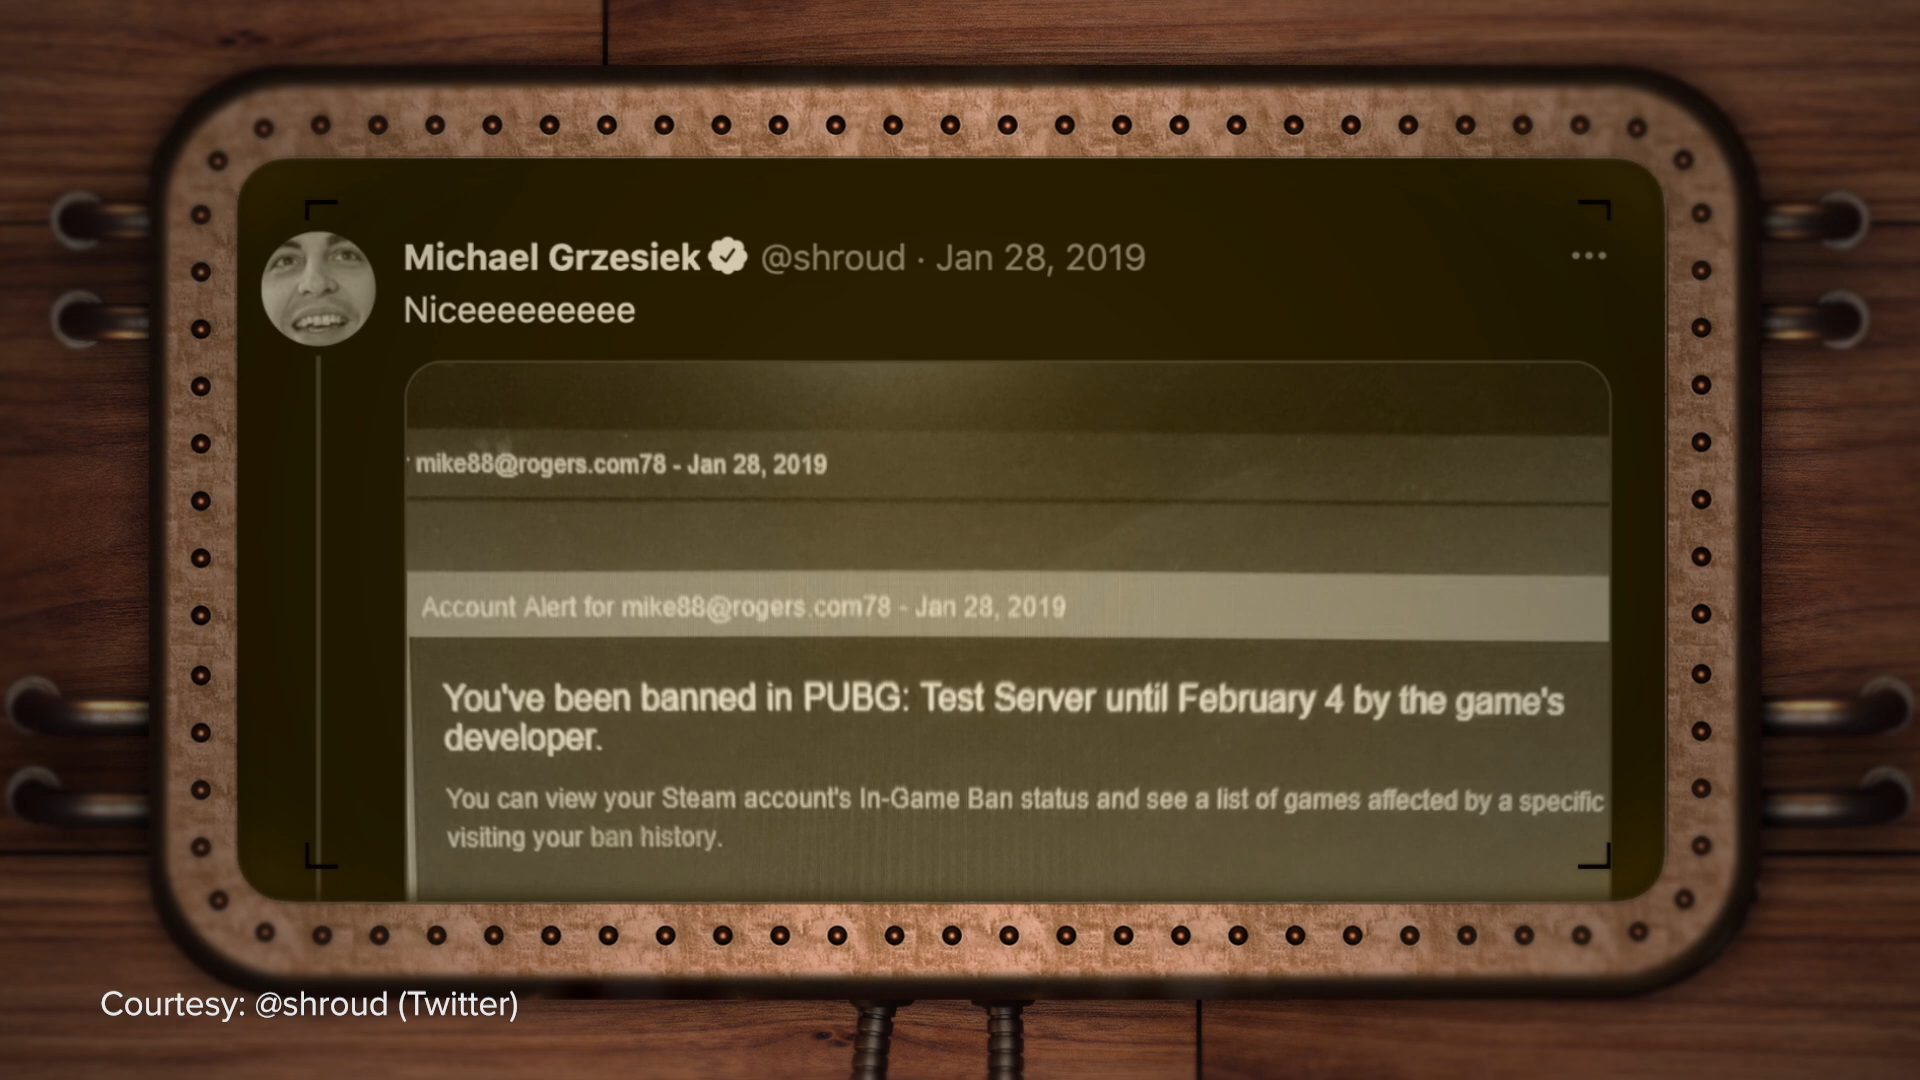 Michael Grzesiek @shroud · Jan 28, 2019
Niceeeeeeeeee
mike88@rogers.com78 - Jan 28, 2019
Account Alert for mike88@rogers.com78 - Jan 28, 2019
You've been banned in PUBG: Test Server until February 4 by the game's
developer.
You can view your Steam account's In-Game Ban status and see a list of games affected by a specific
visiting your ban history.
Courtesy: @shroud (Twitter)